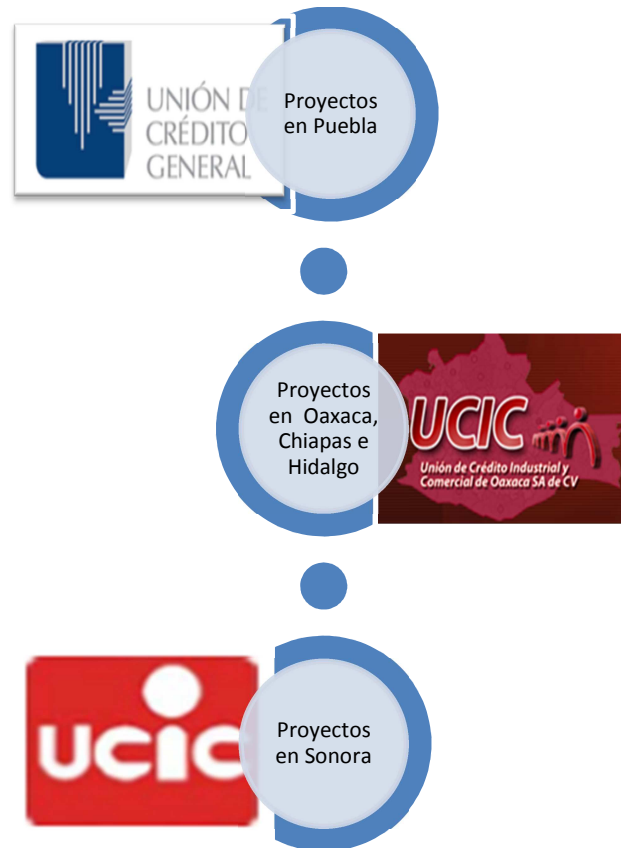 UNIÓN DE
CRÉDITO
GENERAL
Proyectos
en Puebla
Proyectos
en Oaxaca,
Chiapas e
Hidalgo
UCIC
Unión de Crédito Industrial y
Comercial de Oaxaca SA de CV
ucic
Proyectos
en Sonora